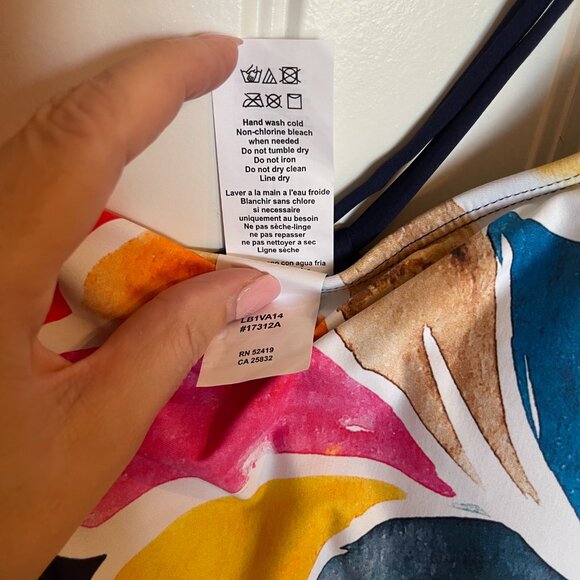 Hand wash cold
Non-chlorine bleach
when needed
Do not tumble dry
Do not iron
Do not dry clean
Line dry
Laver a la main a l'eau froide
Blanchir sans chlore
si necessaire
uniquement au besoin
Ne pas sèche-linge
ne pas repasser
ne pas nettoyer a sec
Ligne sèche
con agua fria
LB1VA14
#17312A
RN 52419
CA 25832